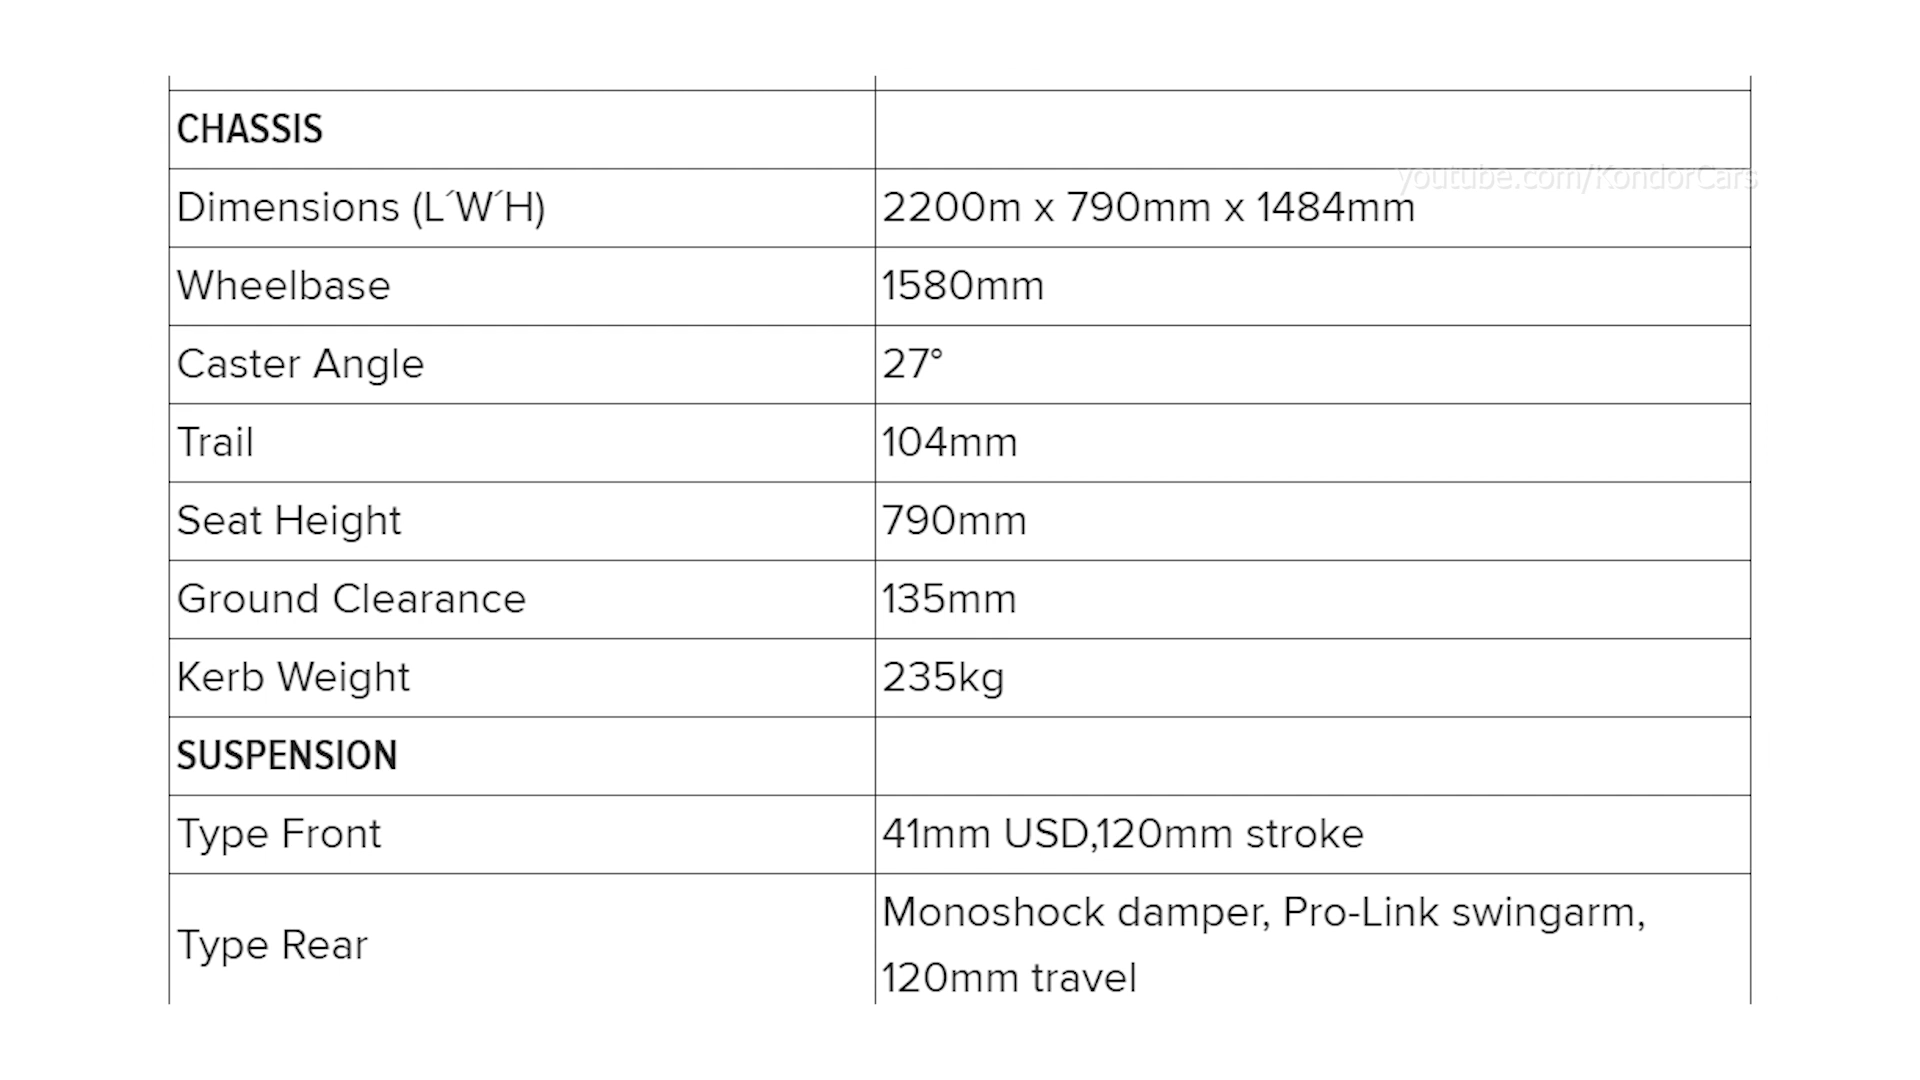 CHASSIS
youtube.com/KondorCars
Dimensions (L´W´H) 2200m x 790mm x 1484mm
Wheelbase 1580mm
Caster Angle 27°
Trail 104mm
Seat Height 790mm
Ground Clearance 135mm
Kerb Weight 235kg
SUSPENSION
Type Front 41mm USD,120mm stroke
Type Rear Monoshock damper, Pro-Link swingarm,
120mm travel